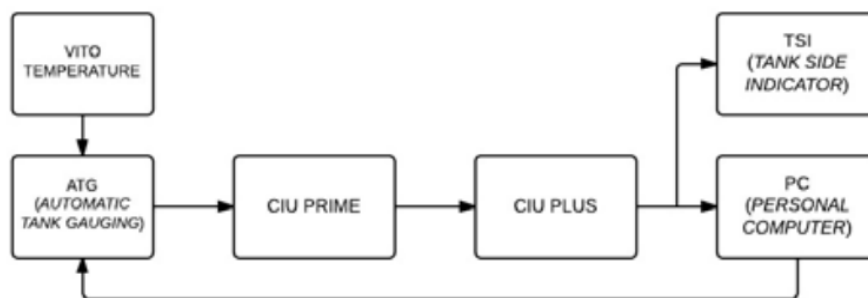 VITO
TEMPERATURE
TSI
(TANK SIDE
INDICATOR)
ATG
(AUTOMATIC
TANK GAUGING)
CIU PRIME
CIU PLUS
PC
(PERSONAL
COMPUTER)